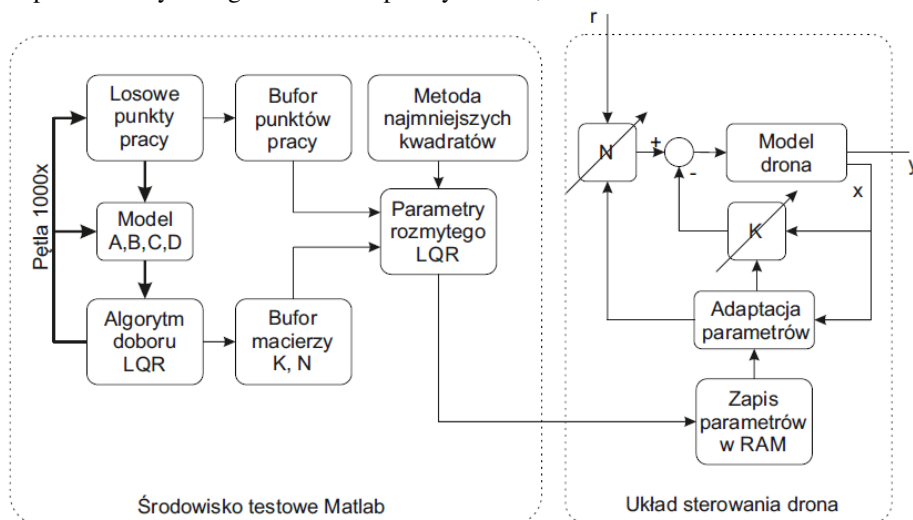 r
Losowe
punkty
pracy
Bufor
punktów
pracy
Metoda
najmniejszych
kwadratów
N
+
-
Model
drona
y
x
Pętla 1000x
Model
A,B,C,D
Parametry
rozmytego
LQR
K
Algorytm
doboru
LQR
Bufor
macierzy
K, N
Adaptacja
parametrów
Zapis
parametrów
w RAM
Środowisko testowe Matlab
Układ sterowania drona